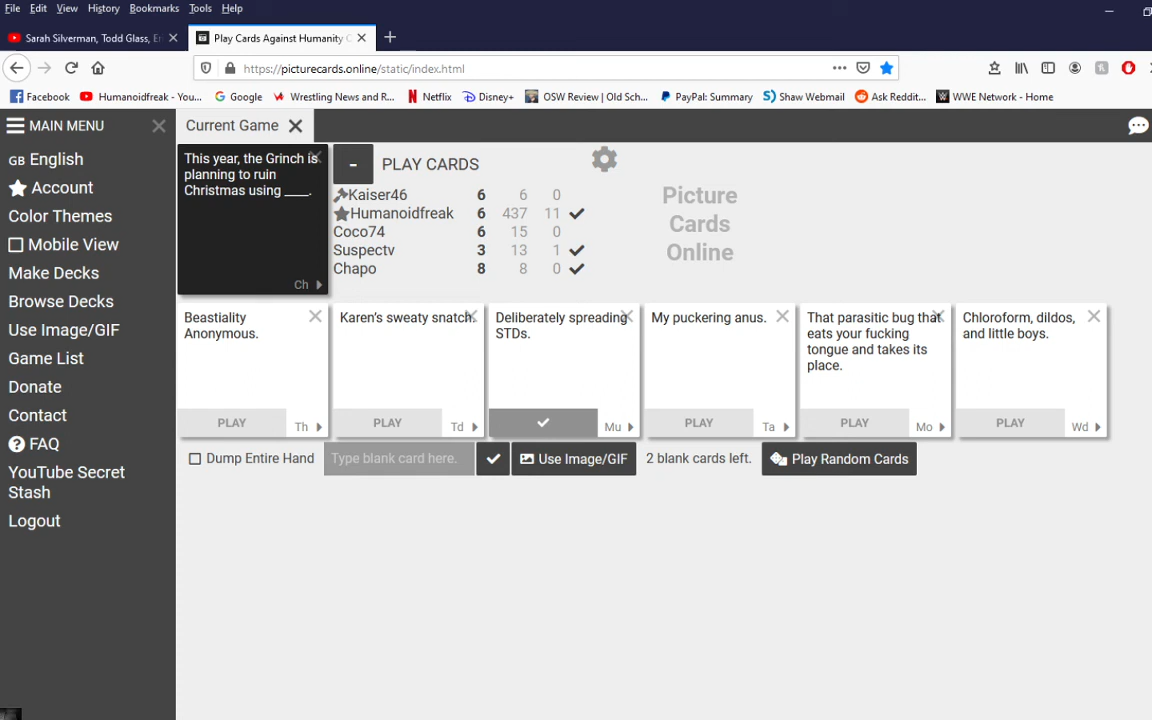 File Edit View History Bookmarks Tools Help
Sarah Silverman, Todd Glass, E
Play Cards Against Humanity
https://picturecards.online/static/index.html
Facebook Humanoidfreak - You... Google Wrestling News and R... Netflix Disney+ OSW Review | Old Sch... PayPal: Summary Shaw Webmail Ask Reddit... WWE Network - Home
MAIN MENU
GB English
Account
Color Themes
Mobile View
Make Decks
Browse Decks
Use Image/GIF
Game List
Donate
Contact
FAQ
YouTube Secret
Stash
Logout
Current Game
This year, the Grinch is
planning to ruin
Christmas using ____.
Ch
- PLAY CARDS
Kaiser46 6 6 0
Humanoidfreak 6 437 11
Coco74 6 15 0
Suspectv 3 13 1
Chapo 8 8 0
Picture
Cards
Online
Beastiality
Anonymous.
PLAY Th
Karen's sweaty snatch.
PLAY Td
Deliberately spreading
STDs.
Mu
My puckering anus.
PLAY Ta
That parasitic bug that
eats your fucking
tongue and takes its
place.
PLAY Mo
Chloroform, dildos,
and little boys.
PLAY Wd
Dump Entire Hand Type blank card here. Use Image/GIF 2 blank cards left. Play Random Cards